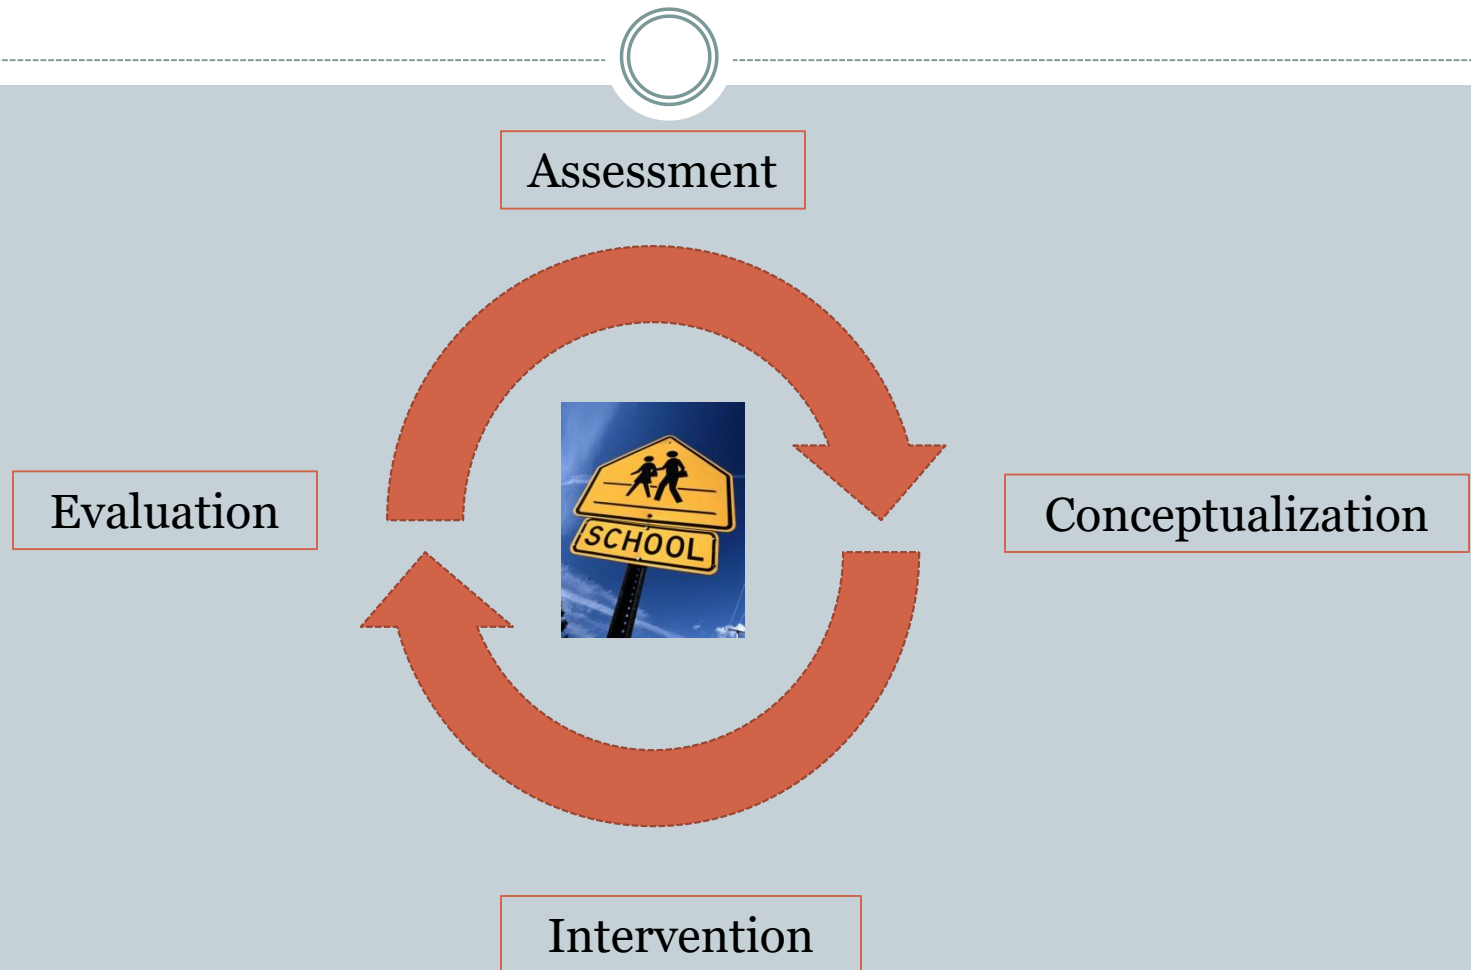 Assessment
Evaluation
Conceptualization
SCHOOL
Intervention